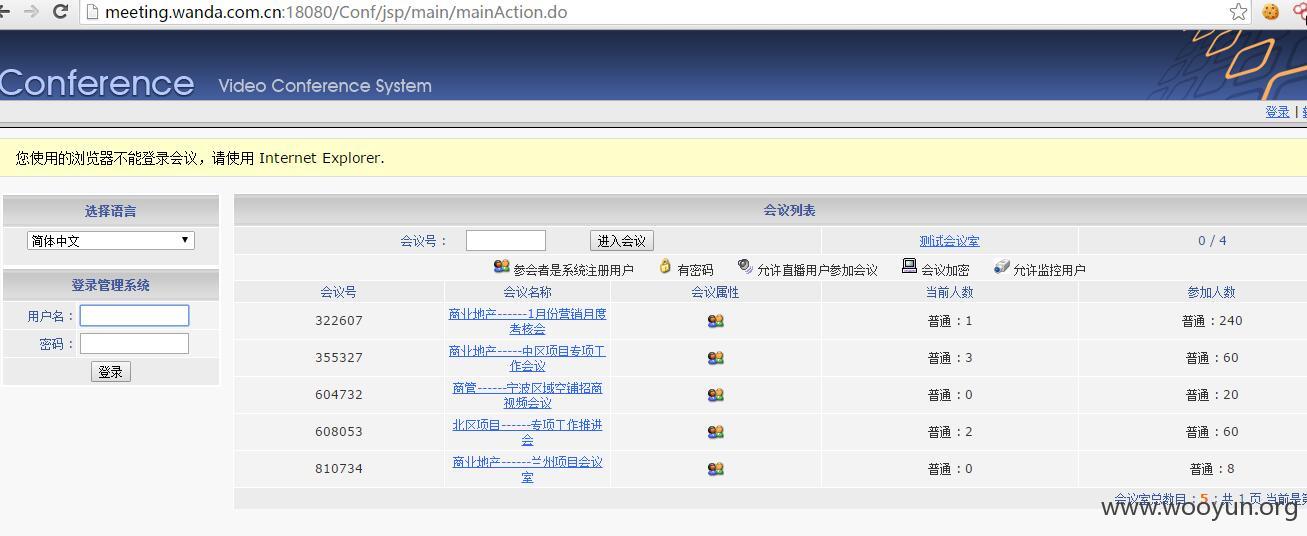 meeting.wanda.com.cn:18080/Conf/jsp/main/mainAction.do
Conference Video Conference System
登录 |
您使用的浏览器不能登录会议，请使用 Internet Explorer.
选择语言
简体中文
登录管理系统
用户名：
密码：
登录
会议列表
会议号： 进入会议 测试会议室 0 / 4
参会者是系统注册用户 有密码 允许直播用户参加会议 会议加密 允许监控用户
会议号 会议名称 会议属性 当前人数 参加人数
322607 商业地产------1月份营销月度考核会 普通：1 普通：240
355327 商业地产-----中区项目专项工作会议 普通：3 普通：60
604732 商管------宁波区域空铺招商视频会议 普通：0 普通：20
608053 北区项目------专项工作推进会 普通：2 普通：60
810734 商业地产------兰州项目会议室 普通：0 普通：8
会议室总数目：5；共 1 页 当前是第
www.wooyun.org